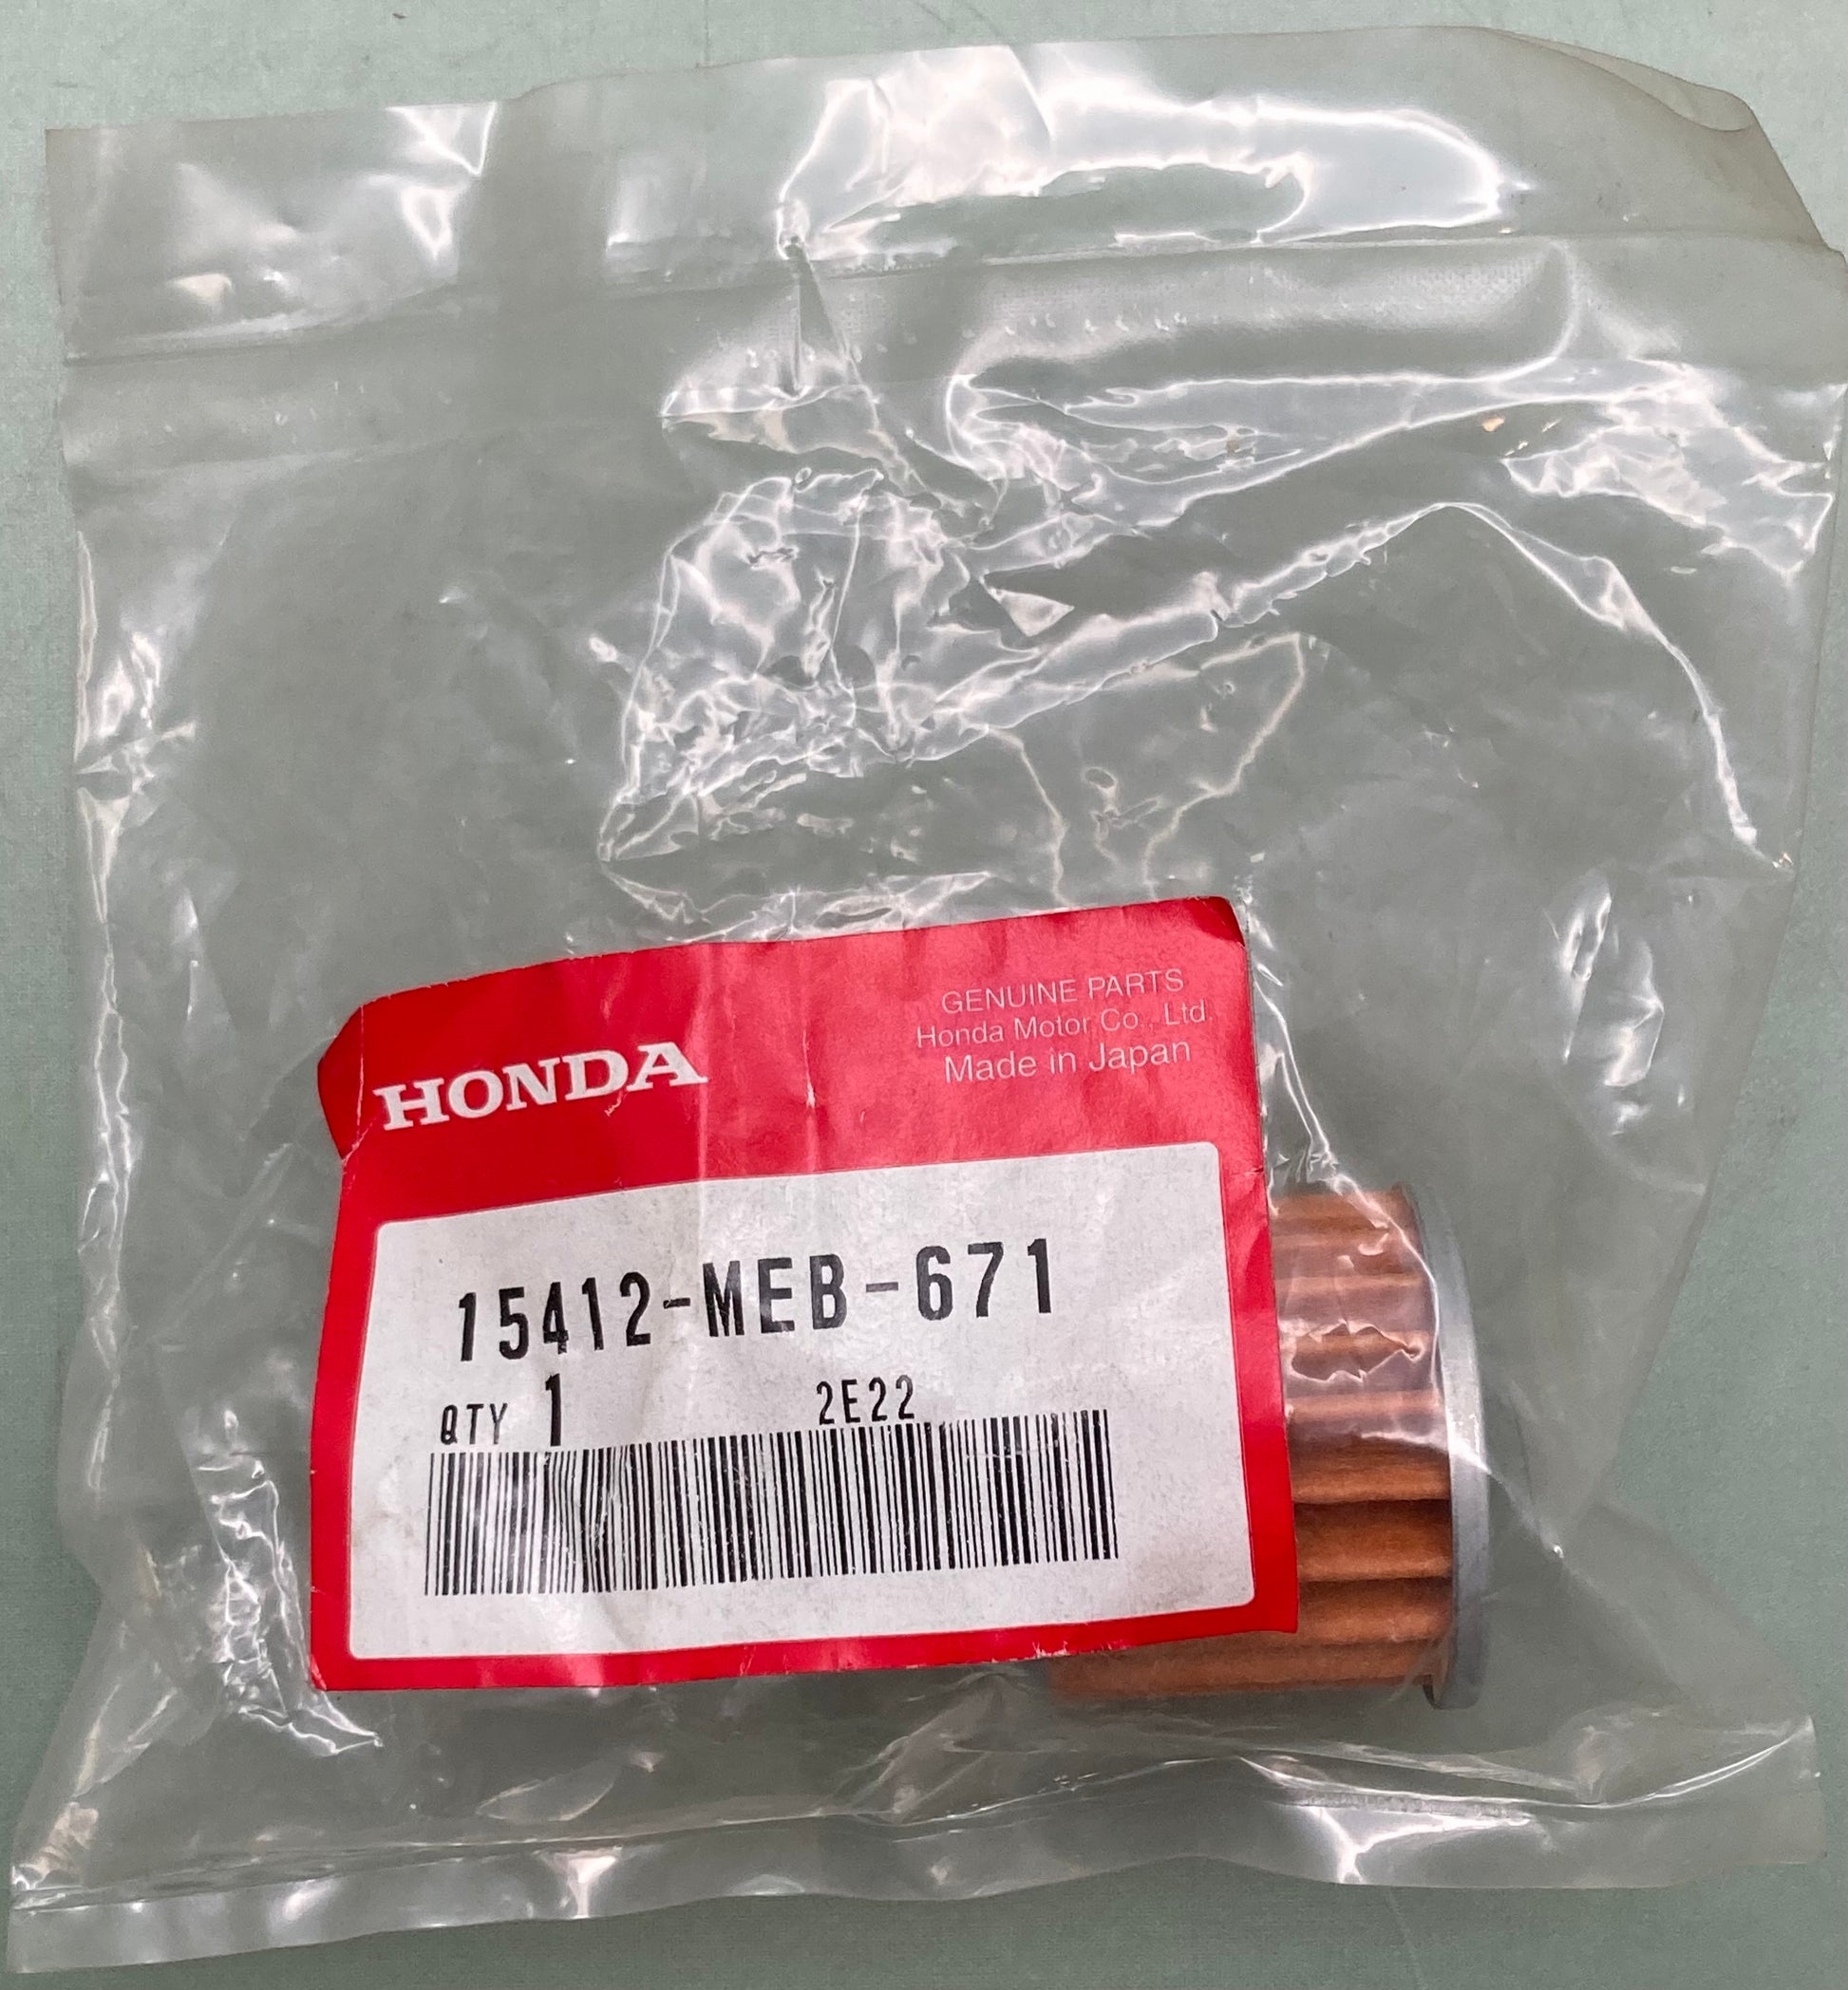 HONDA
GENUINE PARTS
Honda Motor Co., Ltd.
Made in Japan
15412-MEB-671
QTY 1 2E22